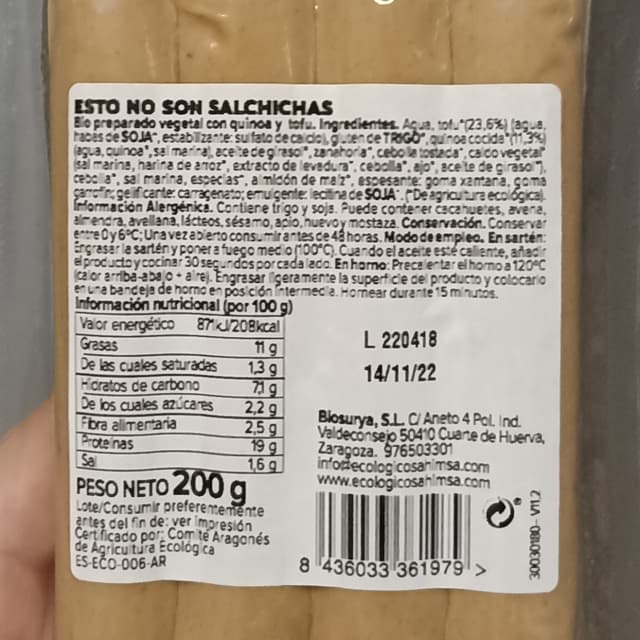 ESTO NO SON SALCHICHAS
Bio preparado vegetal con quinoa y tofu. Ingredientes. Agua, tofu*(23,6%) (agua,
habas de SOJA*, estabilizante: sulfato de calcio), gluten de TRIGO*, quinoa cocida*(11,3%)
(agua, quinoa*, sal marina), aceite de girasol*, zanahoria*, cebolla tostada*, caldo vegetal*
(sal marina, harina de arroz*, extracto de levadura*, cebolla*, ajo*, aceite de girasol*),
cebolla*, sal marina, especias*, almidón de maíz*, espesante: goma xantana, goma
garrofín; gelificante: carragenato; emulgente: lecitina de SOJA*. (*De agricultura ecológica).
Información Alergénica. Contiene trigo y soja. Puede contener cacahuetes, avena,
almendra, avellana, lácteos, sésamo, apio, huevo y mostaza. Conservación. Conservar
entre 0 y 6ºC; Una vez abierto consumir antes de 48 horas. Modo de empleo. En sartén:
Engrasar la sartén y poner a fuego medio (100ºC). Cuando el aceite esté caliente, añadir
el producto y cocinar 30 segundos por cada lado. En horno: Precalentar el horno a 120ºC
(calor arriba-abajo + aire). Engrasar ligeramente la superficie del producto y colocarlo
en una bandeja de horno en posición intermedia. Hornear durante 15 minutos.
Información nutricional (por 100 g)
Valor energético 871kJ/208kcal
Grasas 11 g
De las cuales saturadas 1,3 g
Hidratos de carbono 7,1 g
De los cuales azúcares 2,2 g
Fibra alimentaria 2,5 g
Proteínas 19 g
Sal 1,6 g
PESO NETO 200 g
Lote/Consumir preferentemente
antes del fin de: ver impresión
Certificado por: Comité Aragonés
de Agricultura Ecológica
ES-ECO-006-AR
L 220418
14/11/22
Biosurya, S.L. C/ Aneto 4 Pol. Ind.
Valdeconsejo 50410 Cuarte de Huerva,
Zaragoza. 976503301
info@ecologicosahimsa.com
www.ecologicosahimsa.com
8 436033 361979 >
30030180 - V11.2